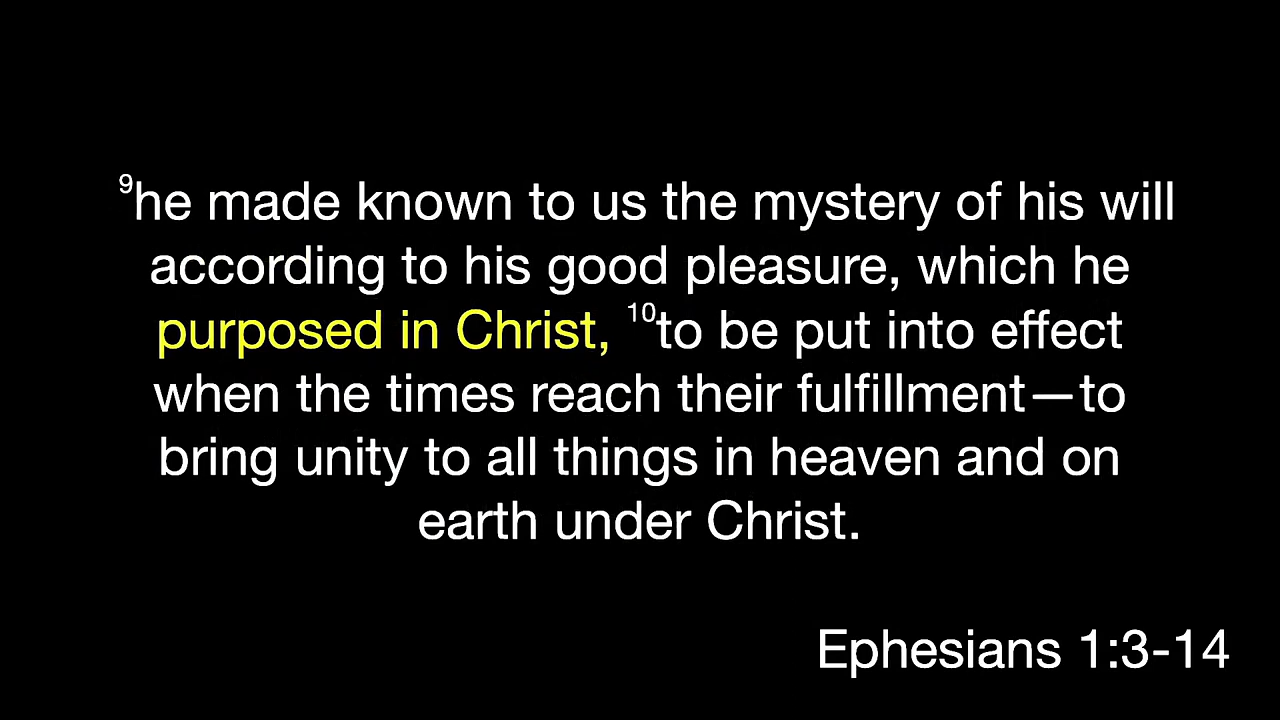 9he made known to us the mystery of his will
according to his good pleasure, which he
purposed in Christ, 10to be put into effect
when the times reach their fulfillment—to
bring unity to all things in heaven and on
earth under Christ.
Ephesians 1:3-14